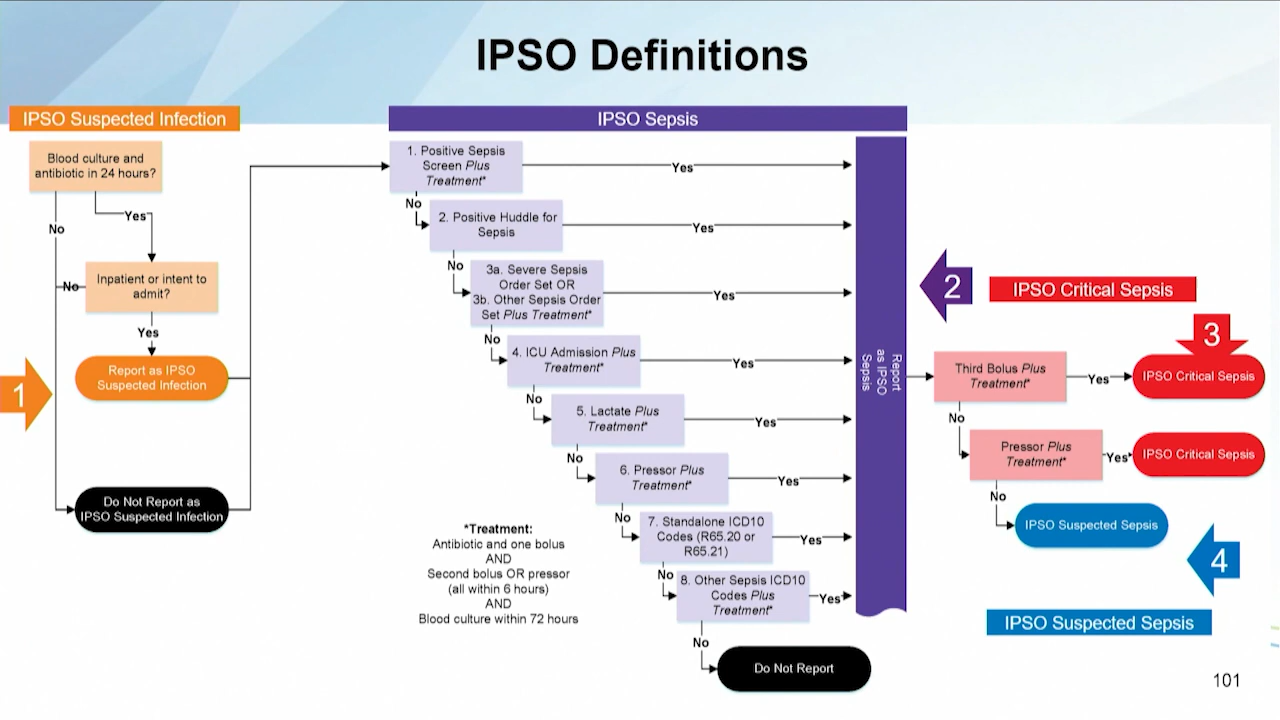 IPSO Definitions
IPSO Suspected Infection
Blood culture and
antibiotic in 24 hours?
Yes
No
Inpatient or intent to
admit?
No
Yes
Report as IPSO
Suspected Infection
1
Do Not Report as
IPSO Suspected Infection
IPSO Sepsis
1. Positive Sepsis
Screen Plus
Treatment*
Yes
No
2. Positive Huddle for
Sepsis
Yes
No
3a. Severe Sepsis
Order Set OR
3b. Other Sepsis Order
Set Plus Treatment*
Yes
No
4. ICU Admission Plus
Treatment*
Yes
No
5. Lactate Plus
Treatment*
Yes
No
6. Pressor Plus
Treatment*
Yes
No
7. Standalone ICD10
Codes (R65.20 or
R65.21)
Yes
No
8. Other Sepsis ICD10
Codes Plus
Treatment*
Yes
No
Do Not Report
*Treatment:
Antibiotic and one bolus
AND
Second bolus OR pressor
(all within 6 hours)
AND
Blood culture within 72 hours
Report
as IPSO
Sepsis
2
IPSO Critical Sepsis
3
Third Bolus Plus
Treatment*
Yes
IPSO Critical Sepsis
No
Pressor Plus
Treatment*
Yes
IPSO Critical Sepsis
No
IPSO Suspected Sepsis
4
IPSO Suspected Sepsis
101